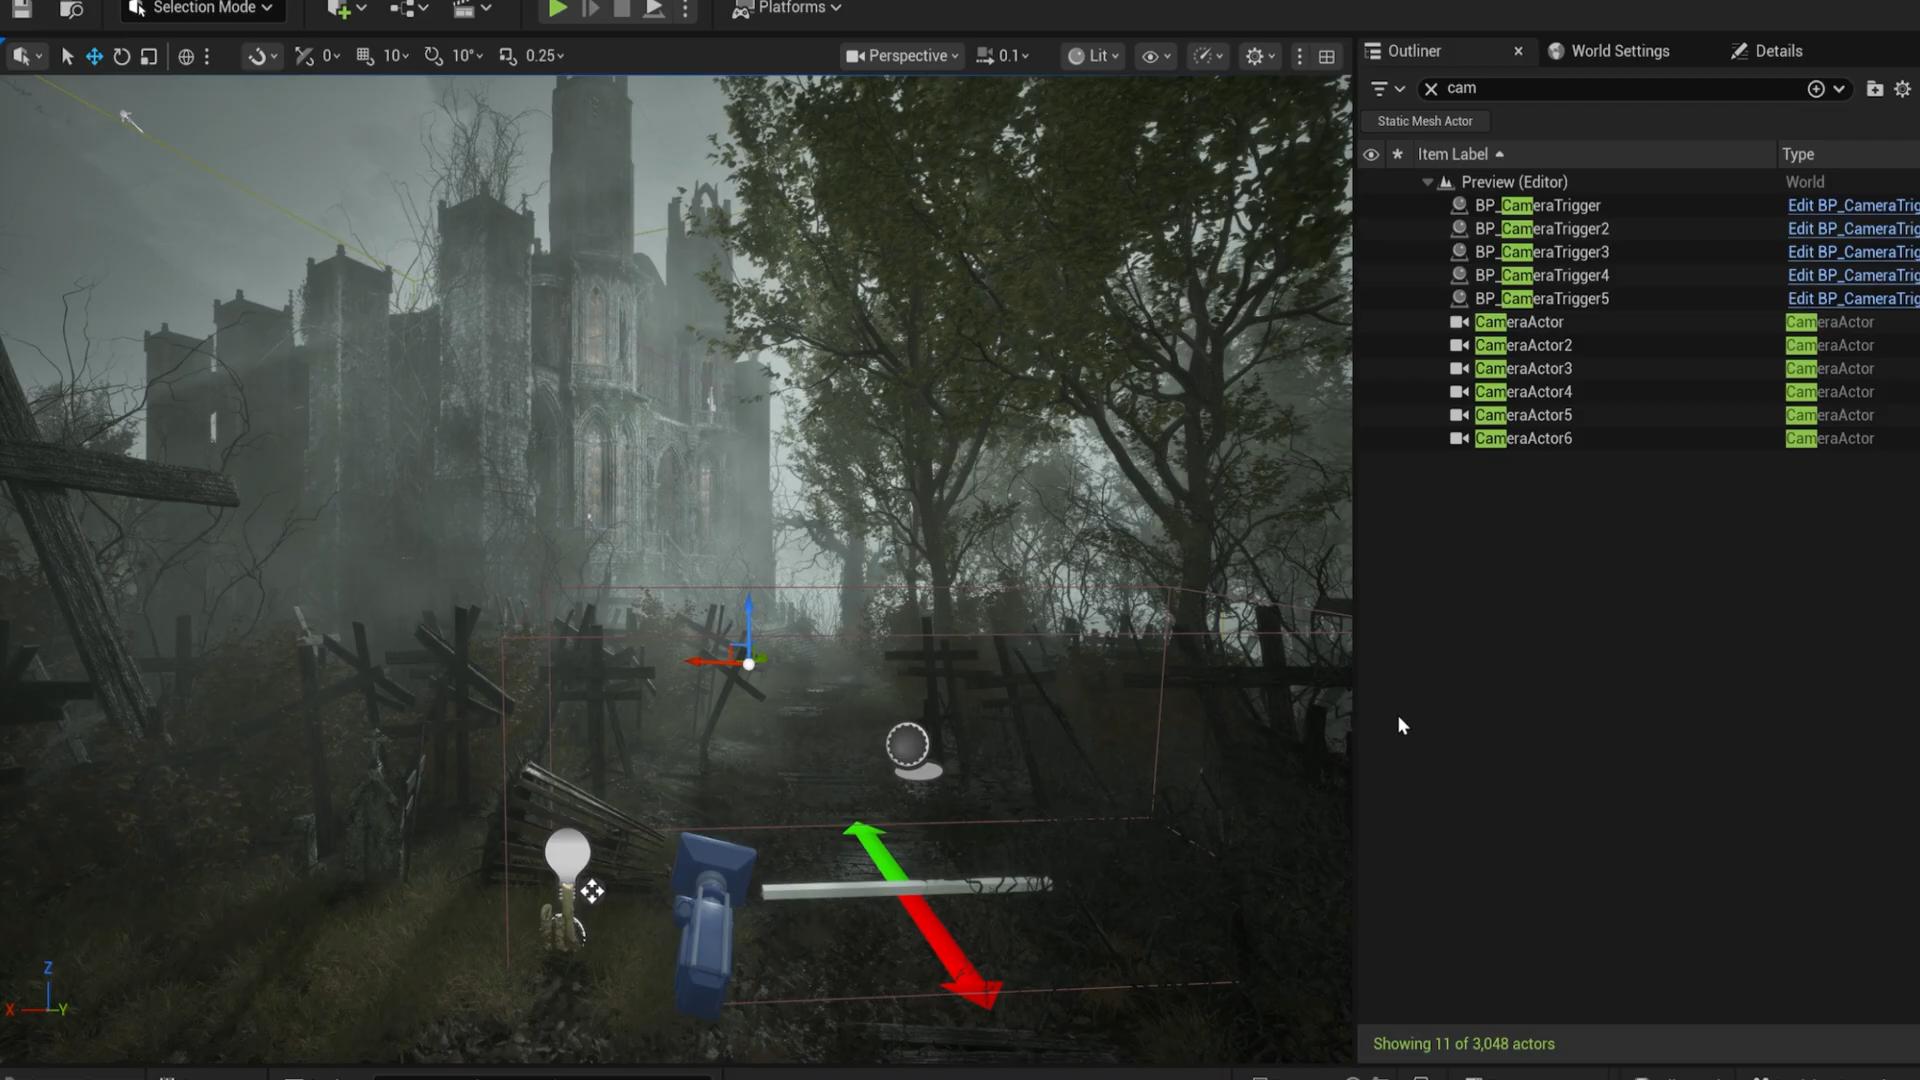 Selection Mode
Platforms
0
10
10°
0.25
Perspective
0.1
Lit
Outliner
World Settings
Details
cam
Static Mesh Actor
Item Label
Type
Preview (Editor)
World
BP_CameraTrigger
Edit BP_CameraTrig
BP_CameraTrigger2
Edit BP_CameraTrig
BP_CameraTrigger3
Edit BP_CameraTrig
BP_CameraTrigger4
Edit BP_CameraTrig
BP_CameraTrigger5
Edit BP_CameraTrig
CameraActor
CameraActor
CameraActor2
CameraActor
CameraActor3
CameraActor
CameraActor4
CameraActor
CameraActor5
CameraActor
CameraActor6
CameraActor
Z
X
Y
Showing 11 of 3,048 actors